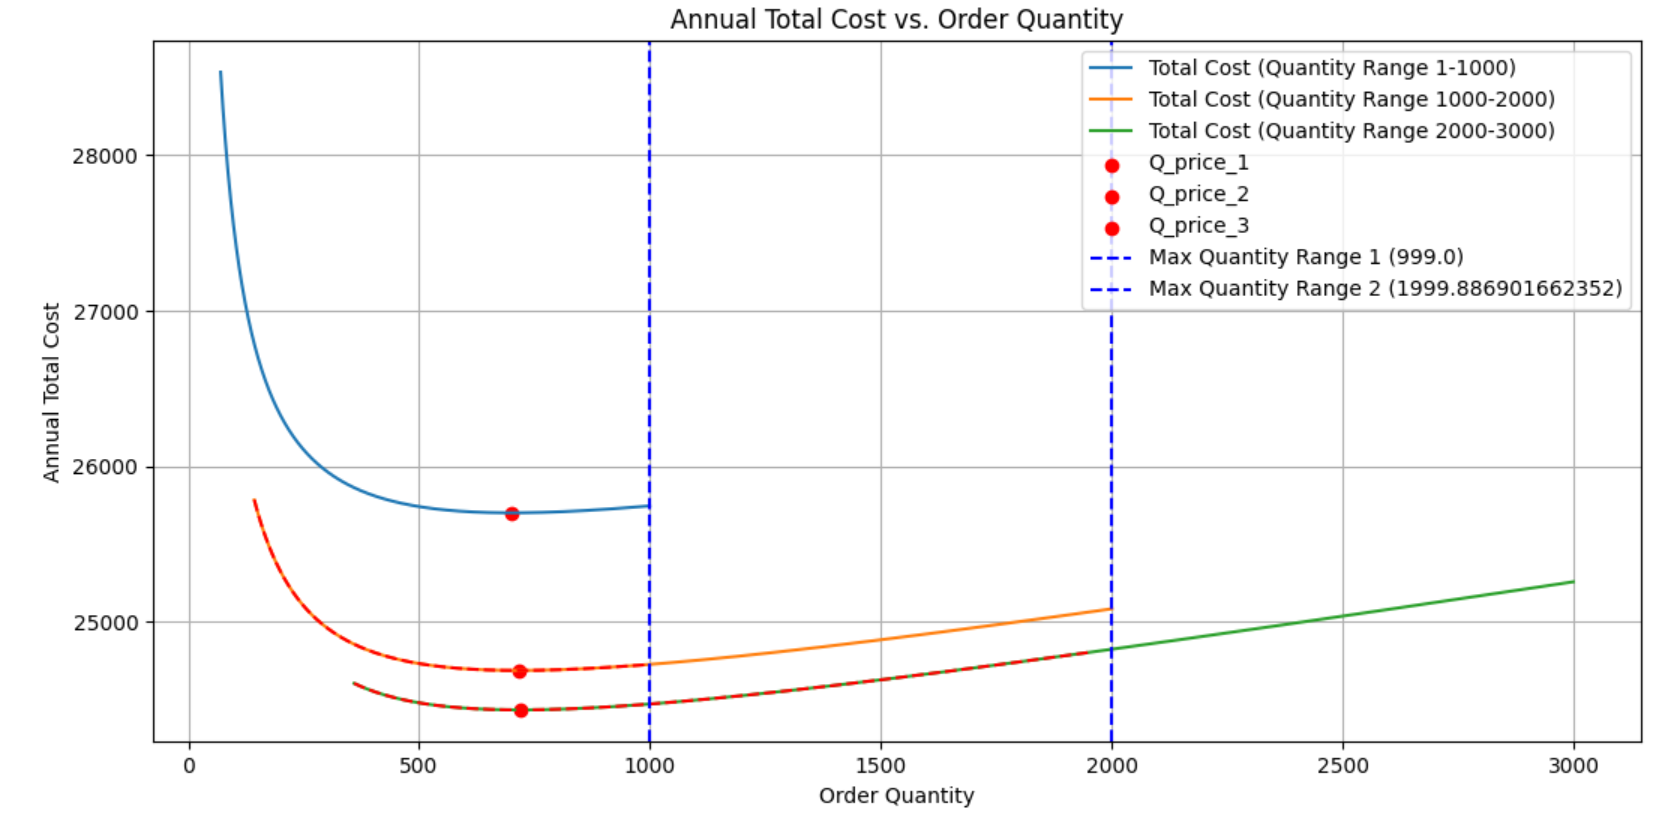 Annual Total Cost vs. Order Quantity
Total Cost (Quantity Range 1-1000)
Total Cost (Quantity Range 1000-2000)
Total Cost (Quantity Range 2000-3000)
Q_price_1
Q_price_2
Q_price_3
Max Quantity Range 1 (999.0)
Max Quantity Range 2 (1999.886901662352)
Annual Total Cost
28000
27000
26000
25000
0
500
1000
1500
2000
2500
3000
Order Quantity